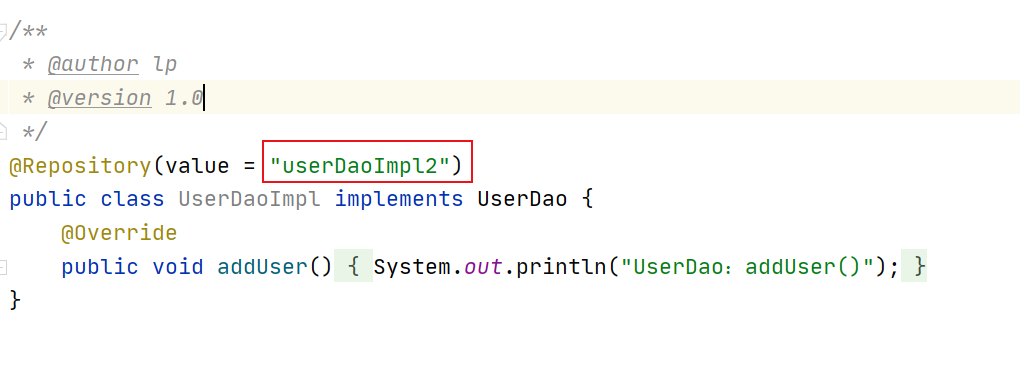 /**
 * @author lp
 * @version 1.0
 */
@Repository(value = "userDaoImpl2")
public class UserDaoImpl implements UserDao {
    @Override
    public void addUser() { System.out.println("UserDao：addUser()"); }
}